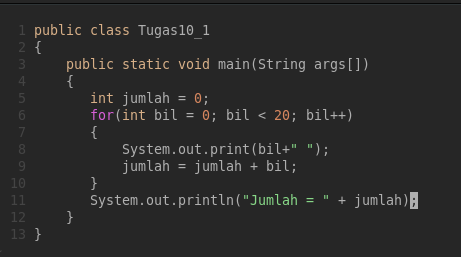 1 public class Tugas10_1
2 {
3     public static void main(String args[])
4     {
5        int jumlah = 0;
6        for(int bil = 0; bil < 20; bil++)
7        {
8            System.out.print(bil+" ");
9            jumlah = jumlah + bil;
10        }
11        System.out.println("Jumlah = " + jumlah);
12     }
13 }